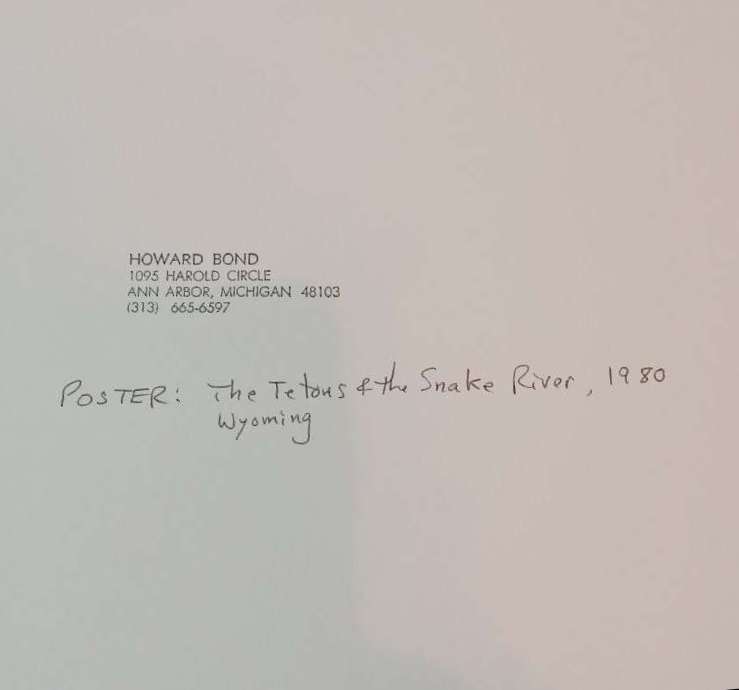 HOWARD BOND
1095 HAROLD CIRCLE
ANN ARBOR, MICHIGAN 48103
(313) 665-6597
POSTER: The Tetons & the Snake River, 1980
Wyoming